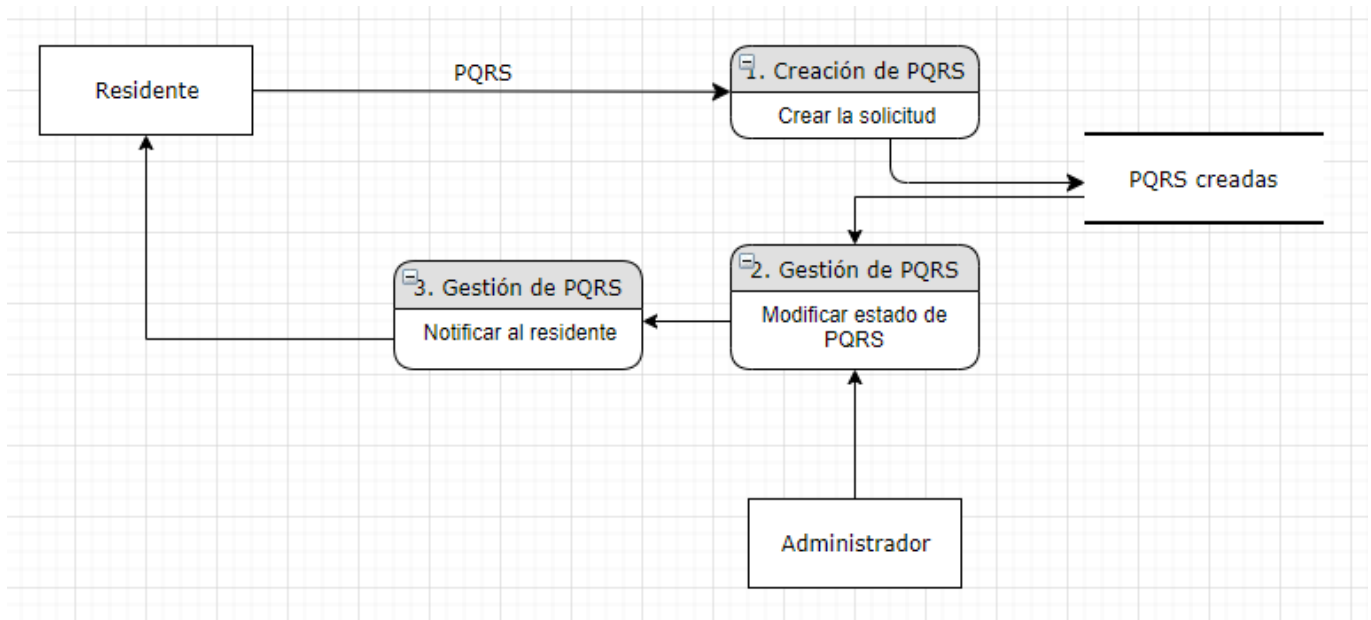 Residente
PQRS
1. Creación de PQRS
Crear la solicitud
PQRS creadas
2. Gestión de PQRS
Modificar estado de
PQRS
3. Gestión de PQRS
Notificar al residente
Administrador